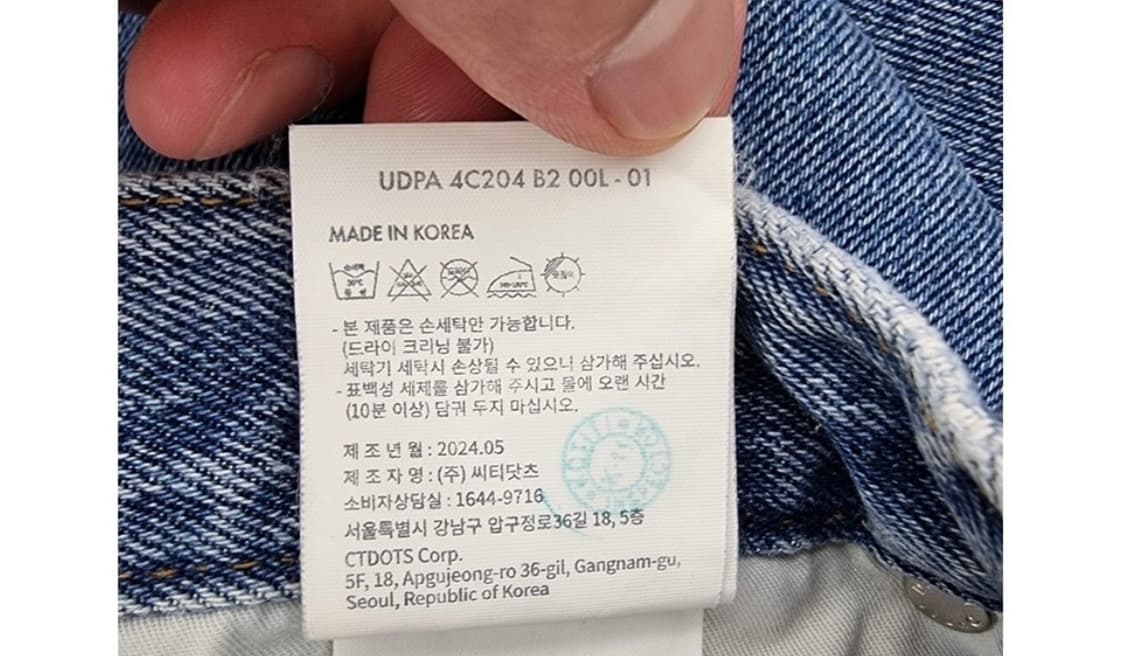 UDPA 4C204 B2 00L - 01
MADE IN KOREA
손세탁 30°C 중성
- 본 제품은 손세탁만 가능합니다.
(드라이 크리닝 불가)
세탁기 세탁시 손상될 수 있으니 삼가해 주십시오.
- 표백성 세제를 삼가해 주시고 물에 오랜 시간
(10분 이상) 담궈 두지 마십시오.
제 조 년 월 : 2024.05
제 조 자 명 : (주) 씨티닷츠
소비자상담실 : 1644-9716
서울특별시 강남구 압구정로36길 18, 5층
CTDOTS Corp.
5F, 18, Apgujeong-ro 36-gil, Gangnam-gu,
Seoul, Republic of Korea